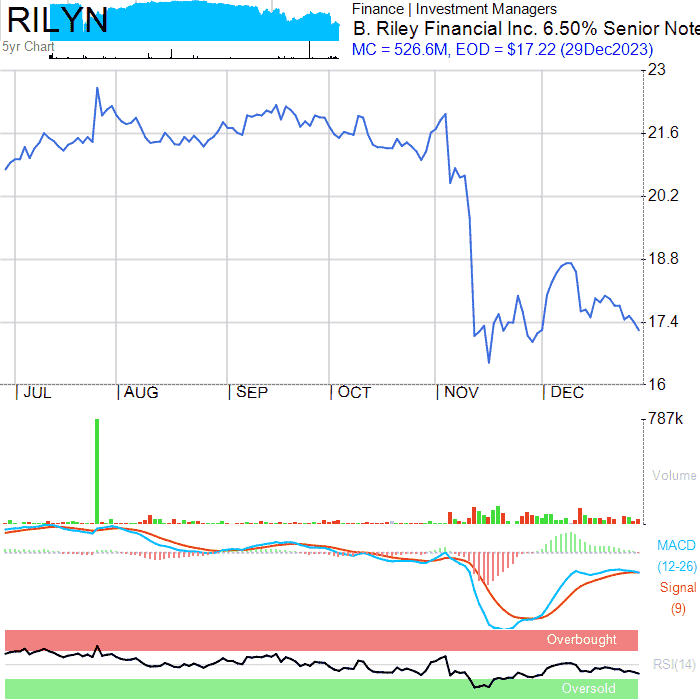 RILYN
5yr Chart
Finance | Investment Managers
B. Riley Financial Inc. 6.50% Senior Note
MC = 526.6M, EOD = $17.22 (29Dec2023)
23
21.6
20.2
18.8
17.4
16
JUL AUG SEP OCT NOV DEC
787k
Volume
MACD
(12-26)
Signal
(9)
Overbought
RSI(14)
Oversold